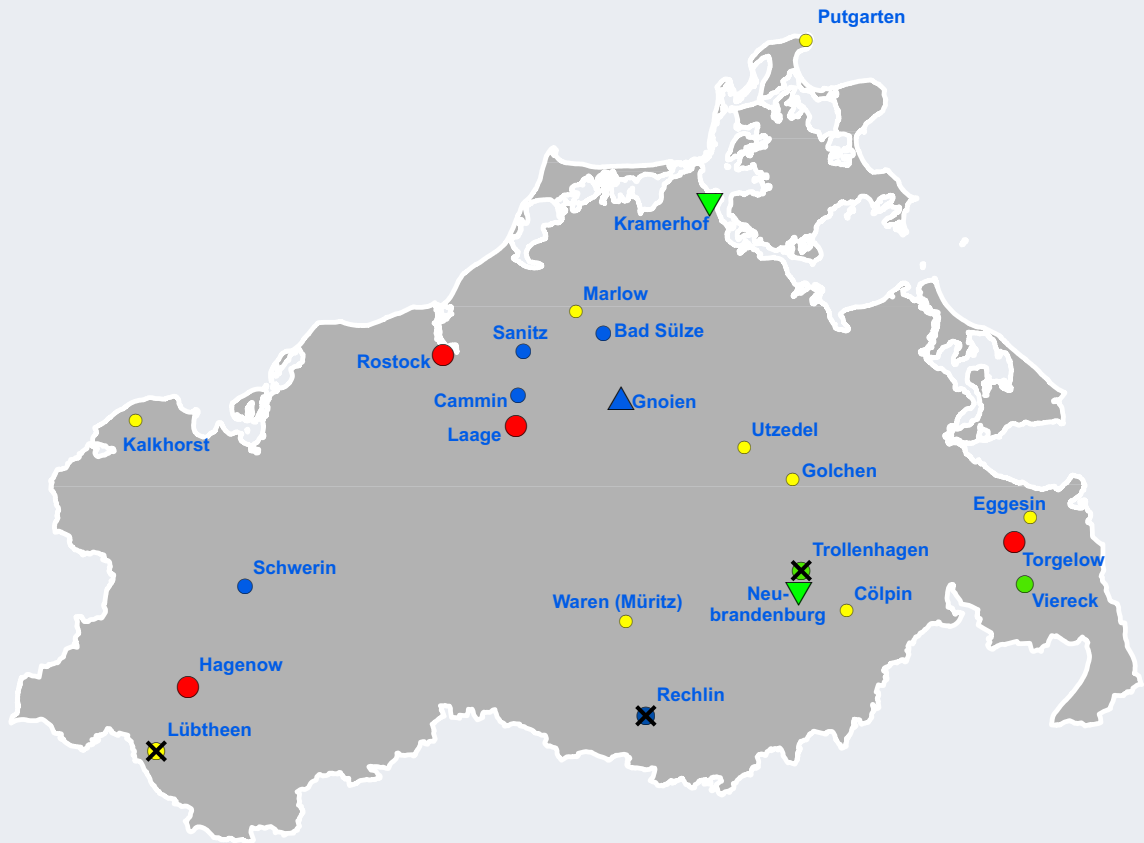 Putgarten
Kramerhof
Marlow
Sanitz
Bad Sülze
Rostock
Cammin
Gnoien
Laage
Kalkhorst
Utzedel
Golchen
Eggesin
Trollenhagen
Torgelow
Schwerin
Neu-
brandenburg
Cölpin
Viereck
Waren (Müritz)
Hagenow
Rechlin
Lübtheen